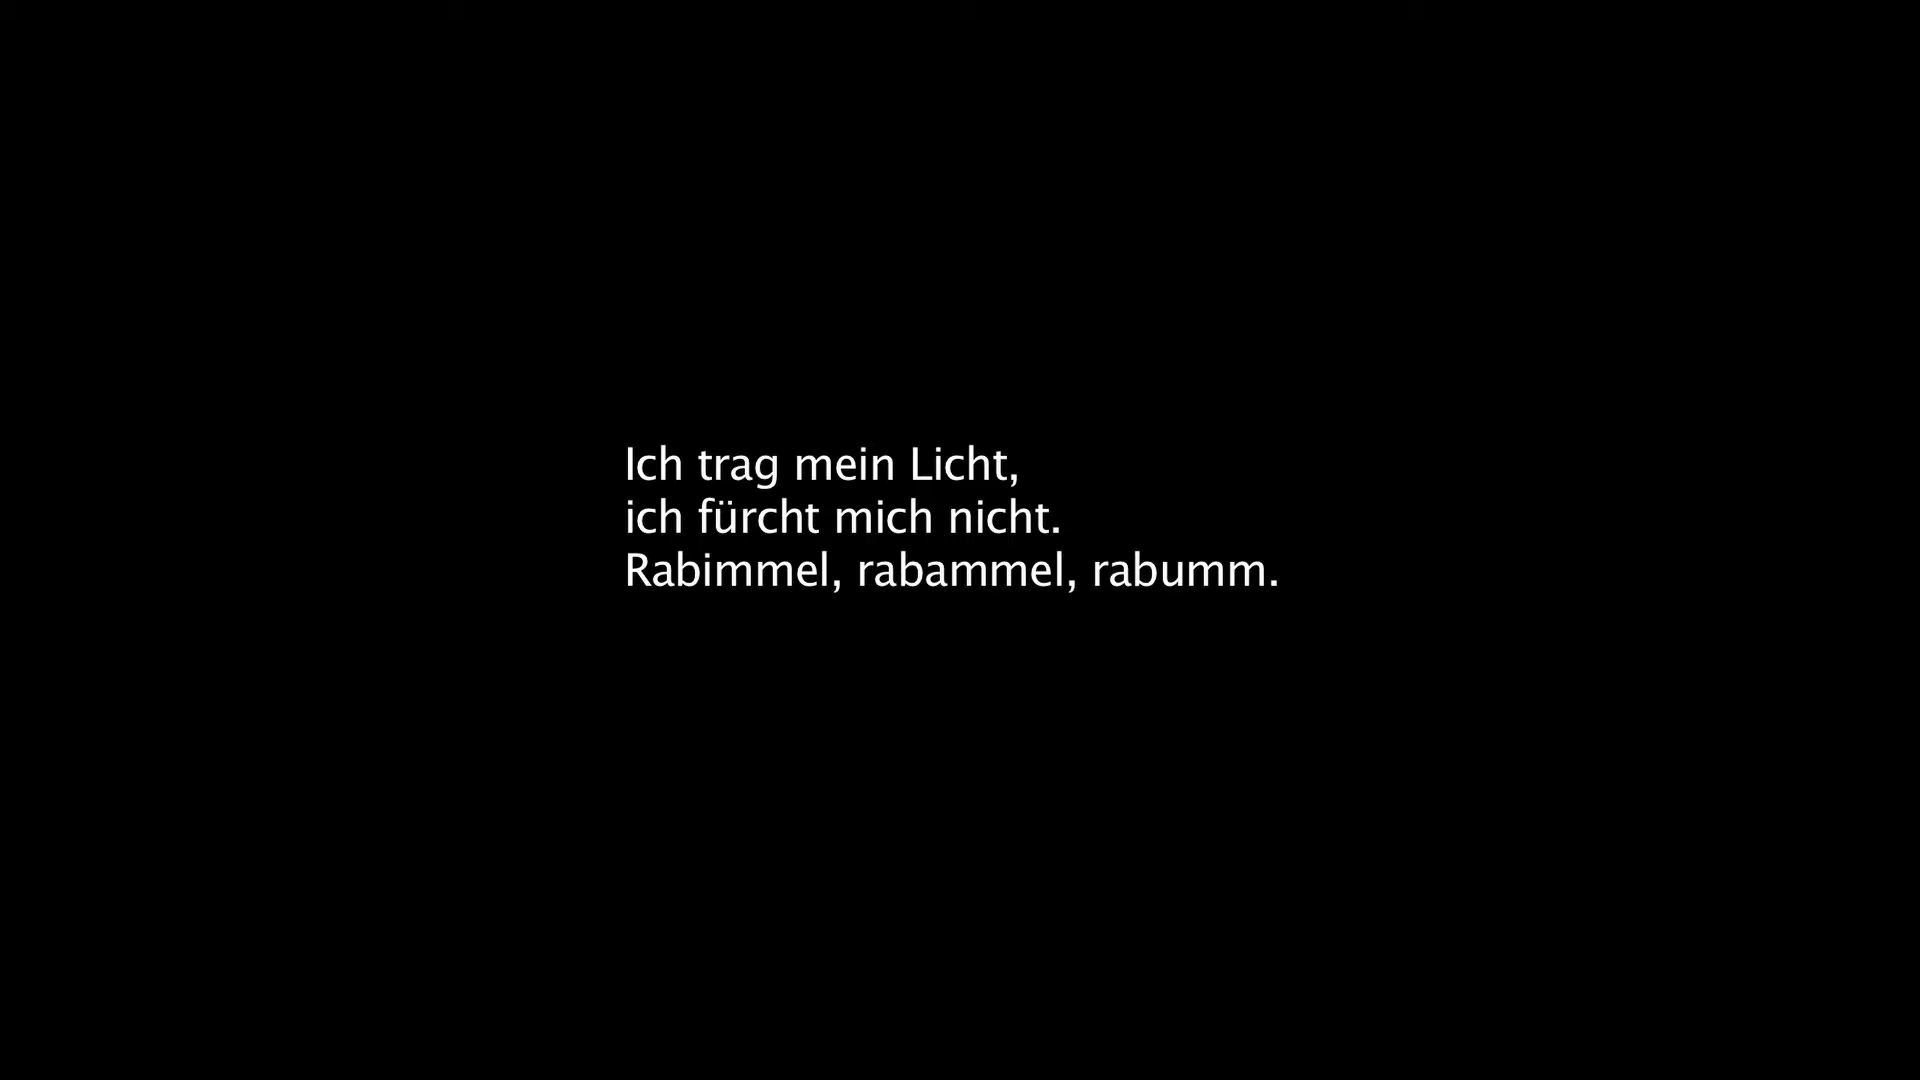 Ich trag mein Licht,
ich fürcht mich nicht.
Rabimmel, rabammel, rabumm.